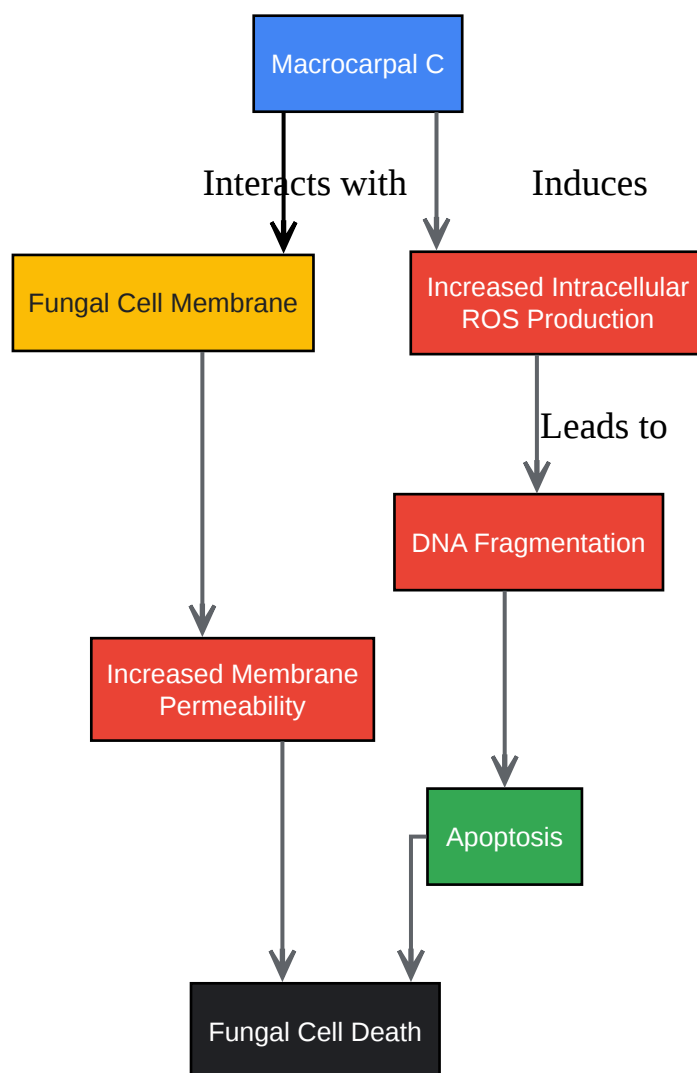 Macrocarpal C
Interacts with
Induces
Fungal Cell Membrane
Increased Intracellular
ROS Production
Leads to
DNA Fragmentation
Increased Membrane
Permeability
Apoptosis
Fungal Cell Death